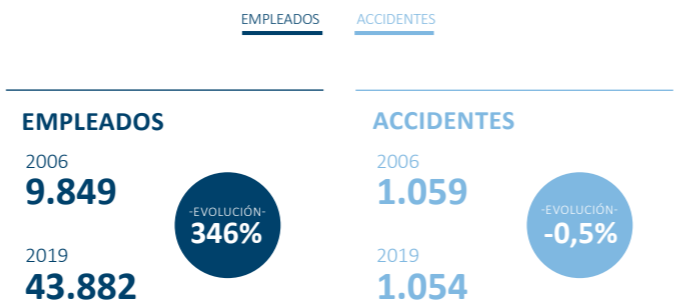 EMPLEADOS
ACCIDENTES
EMPLEADOS
2006
9.849
2019
43.882
-EVOLUCIÓN-
346%
ACCIDENTES
2006
1.059
2019
1.054
-EVOLUCIÓN-
-0,5%